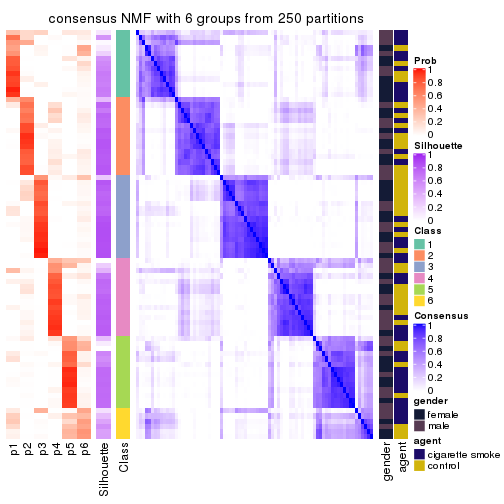 consensus NMF with 6 groups from 250 partitions
Prob
1
0.8
0.6
0.4
0.2
0
Silhouette
1
0.8
0.6
0.4
0.2
0
Class
1
2
3
4
5
6
Consensus
1
0.8
0.6
0.4
0.2
0
gender
female
male
agent
cigarette smoke
control
p1
p2
p3
p4
p5
p6
Silhouette
Class
gender
agent